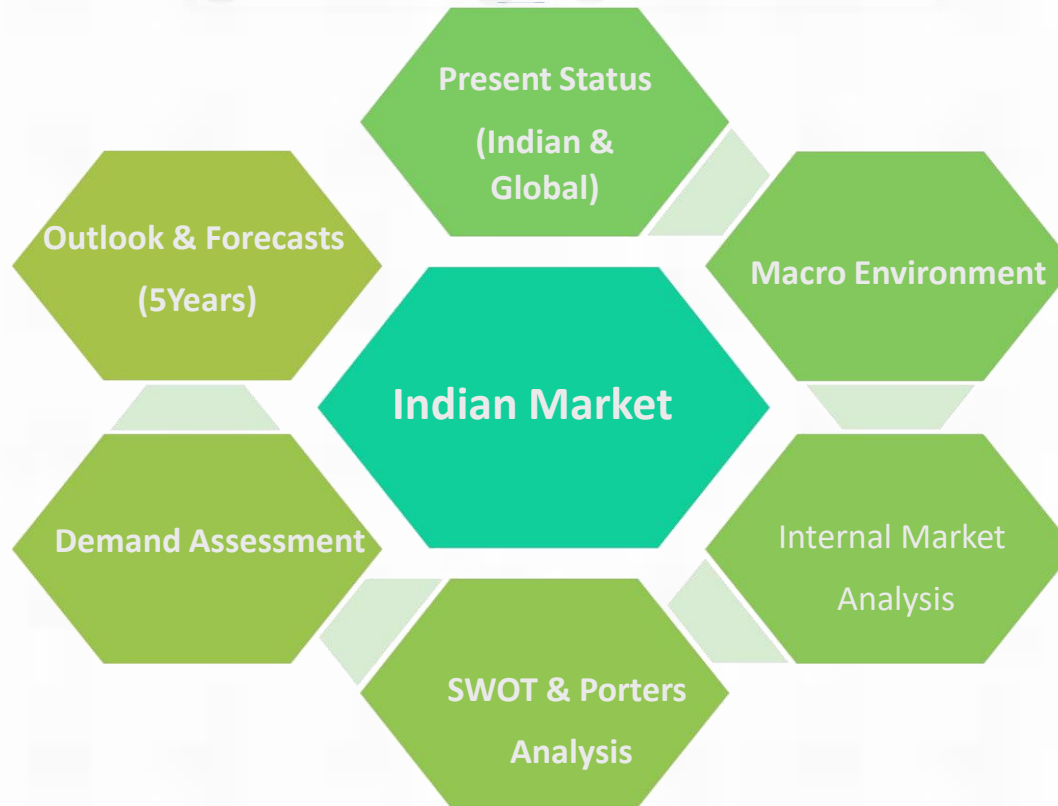 Present Status
(Indian &
Global)
Macro Environment
Internal Market
Analysis
SWOT & Porters
Analysis
Demand Assessment
Outlook & Forecasts
(5Years)
Indian Market